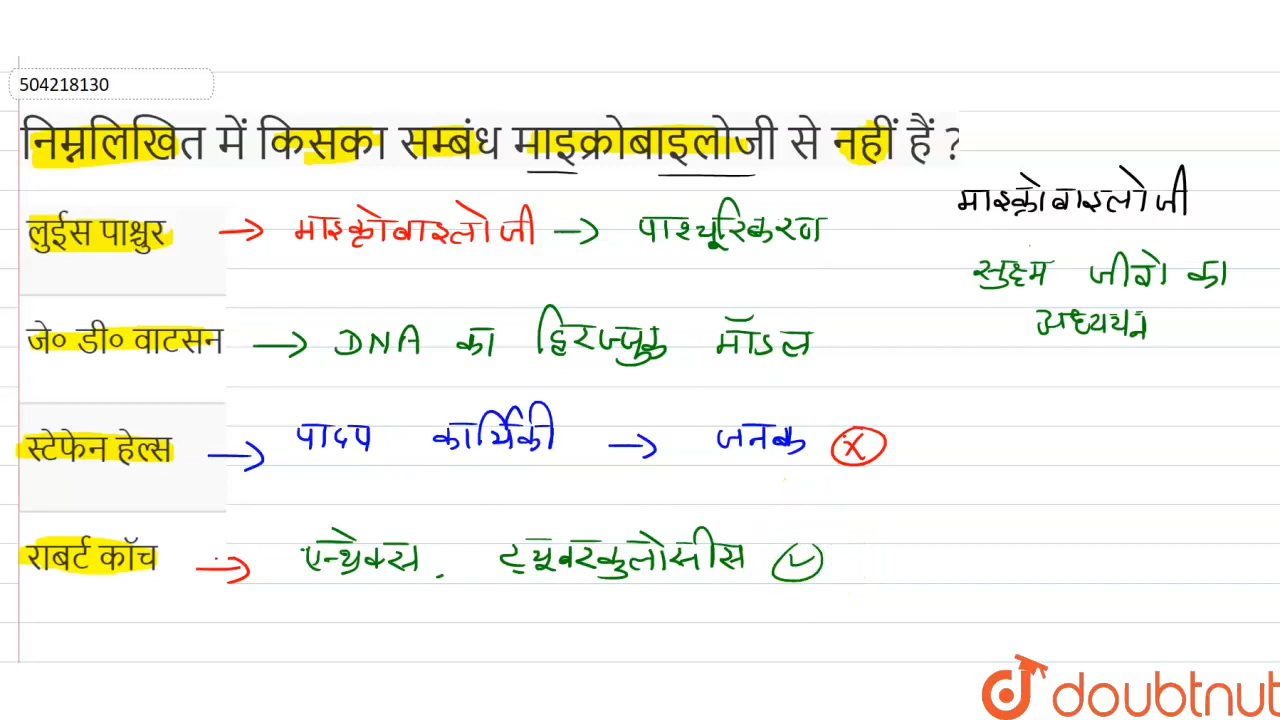 504218130
निम्नलिखित में किसका सम्बंध माइक्रोबाइलोजी से नहीं हैं ?
माइक्रोबाइलोजी
सुक्ष्म जीवो का
अध्ययन
लुईस पाश्चुर → माइक्रोबाइलोजी → पाश्च्यूरिकरण
जे० डी० वाटसन → DNA का द्विरज्जुक मॉडल
स्टेफेन हेल्स → पादप कार्यिकी → जनक
राबर्ट कॉच → एन्थ्रेक्स . ट्यूबरकुलोसीस
doubtnut